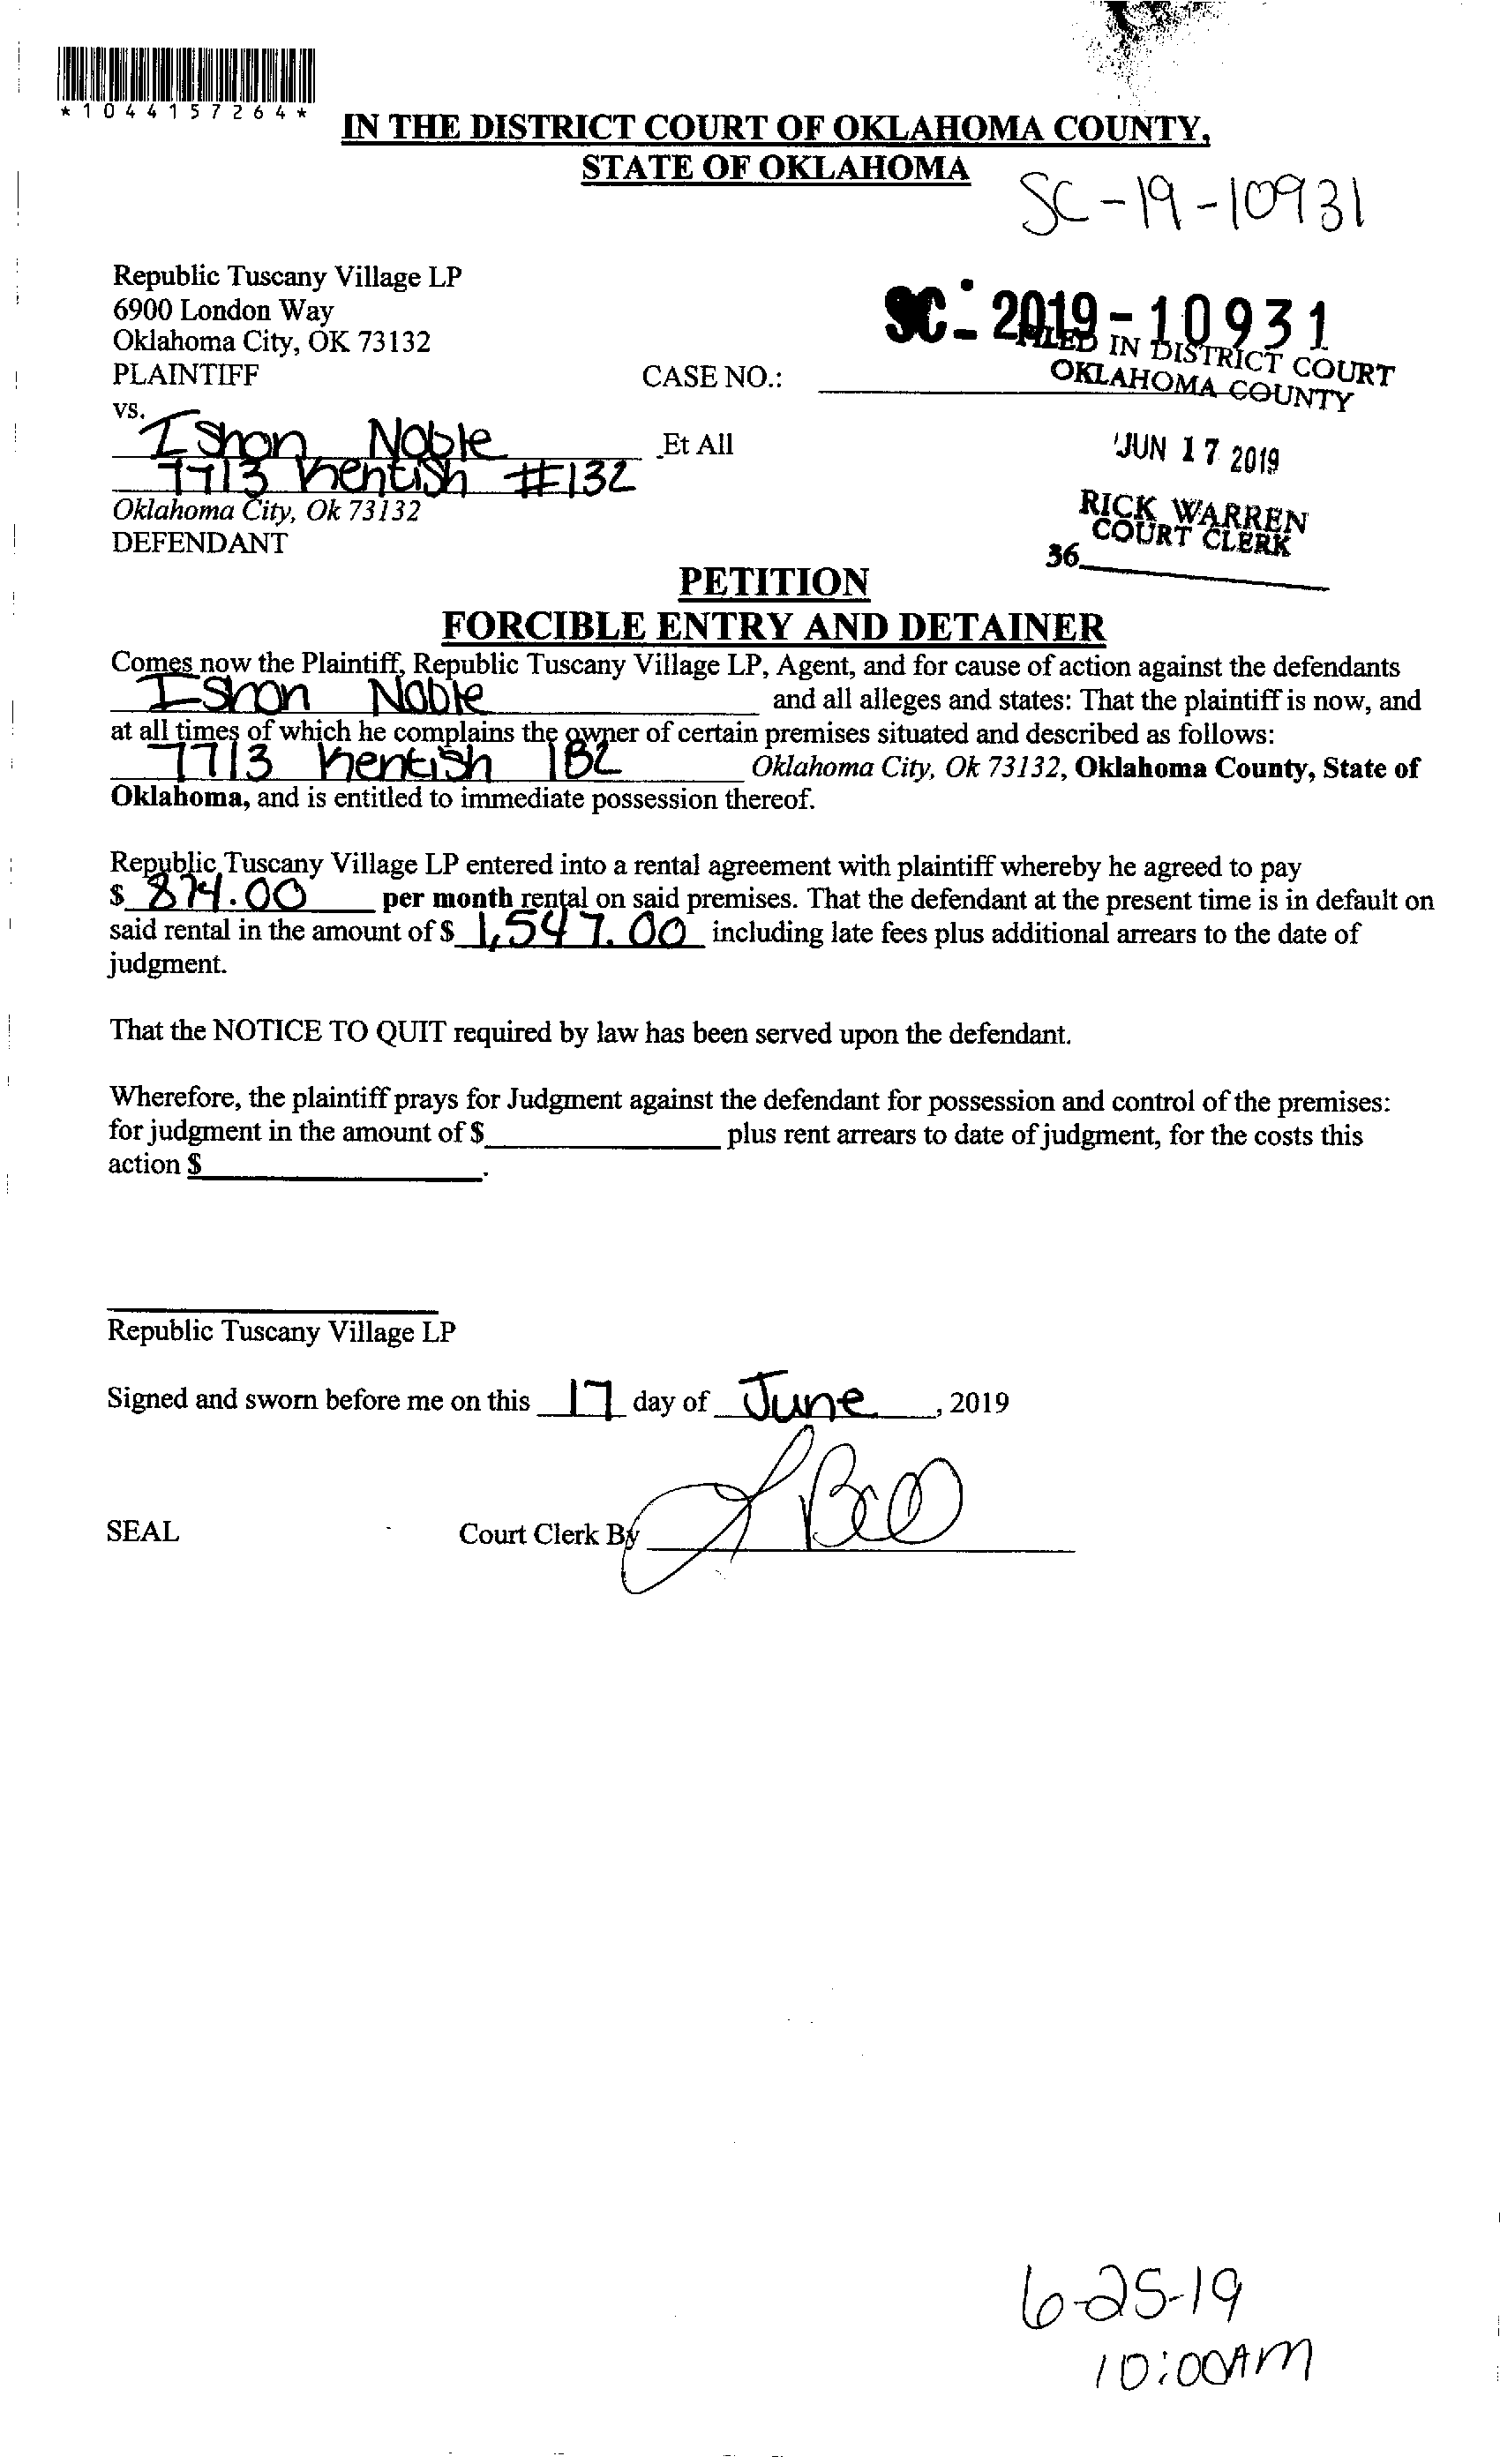 *1044157264*
IN THE DISTRICT COURT OF OKLAHOMA COUNTY,
STATE OF OKLAHOMA
SC-19-10931
Republic Tuscany Village LP
6900 London Way
Oklahoma City, OK 73132
PLAINTIFF
CASE NO.:
SC-2019-10931
FILED IN DISTRICT COURT
OKLAHOMA COUNTY
JUN 17 2019
RICK WARREN
COURT CLERK
36
vs.
Ishon Noble Et All
7713 Kentish #132
Oklahoma City, Ok 73132
DEFENDANT
PETITION
FORCIBLE ENTRY AND DETAINER
Comes now the Plaintiff, Republic Tuscany Village LP, Agent, and for cause of action against the defendants
Ishon Noble and all alleges and states: That the plaintiff is now, and
at all times of which he complains the owner of certain premises situated and described as follows:
7713 Kentish 132 Oklahoma City, Ok 73132, Oklahoma County, State of
Oklahoma, and is entitled to immediate possession thereof.
Republic Tuscany Village LP entered into a rental agreement with plaintiff whereby he agreed to pay
$ 874.00 per month rental on said premises. That the defendant at the present time is in default on
said rental in the amount of $ 1,547.00 including late fees plus additional arrears to the date of
judgment.
That the NOTICE TO QUIT required by law has been served upon the defendant.
Wherefore, the plaintiff prays for Judgment against the defendant for possession and control of the premises:
for judgment in the amount of $ plus rent arrears to date of judgment, for the costs this
action $ .
Republic Tuscany Village LP
Signed and sworn before me on this 17 day of June, 2019
SEAL Court Clerk By
6-25-19
10:00AM